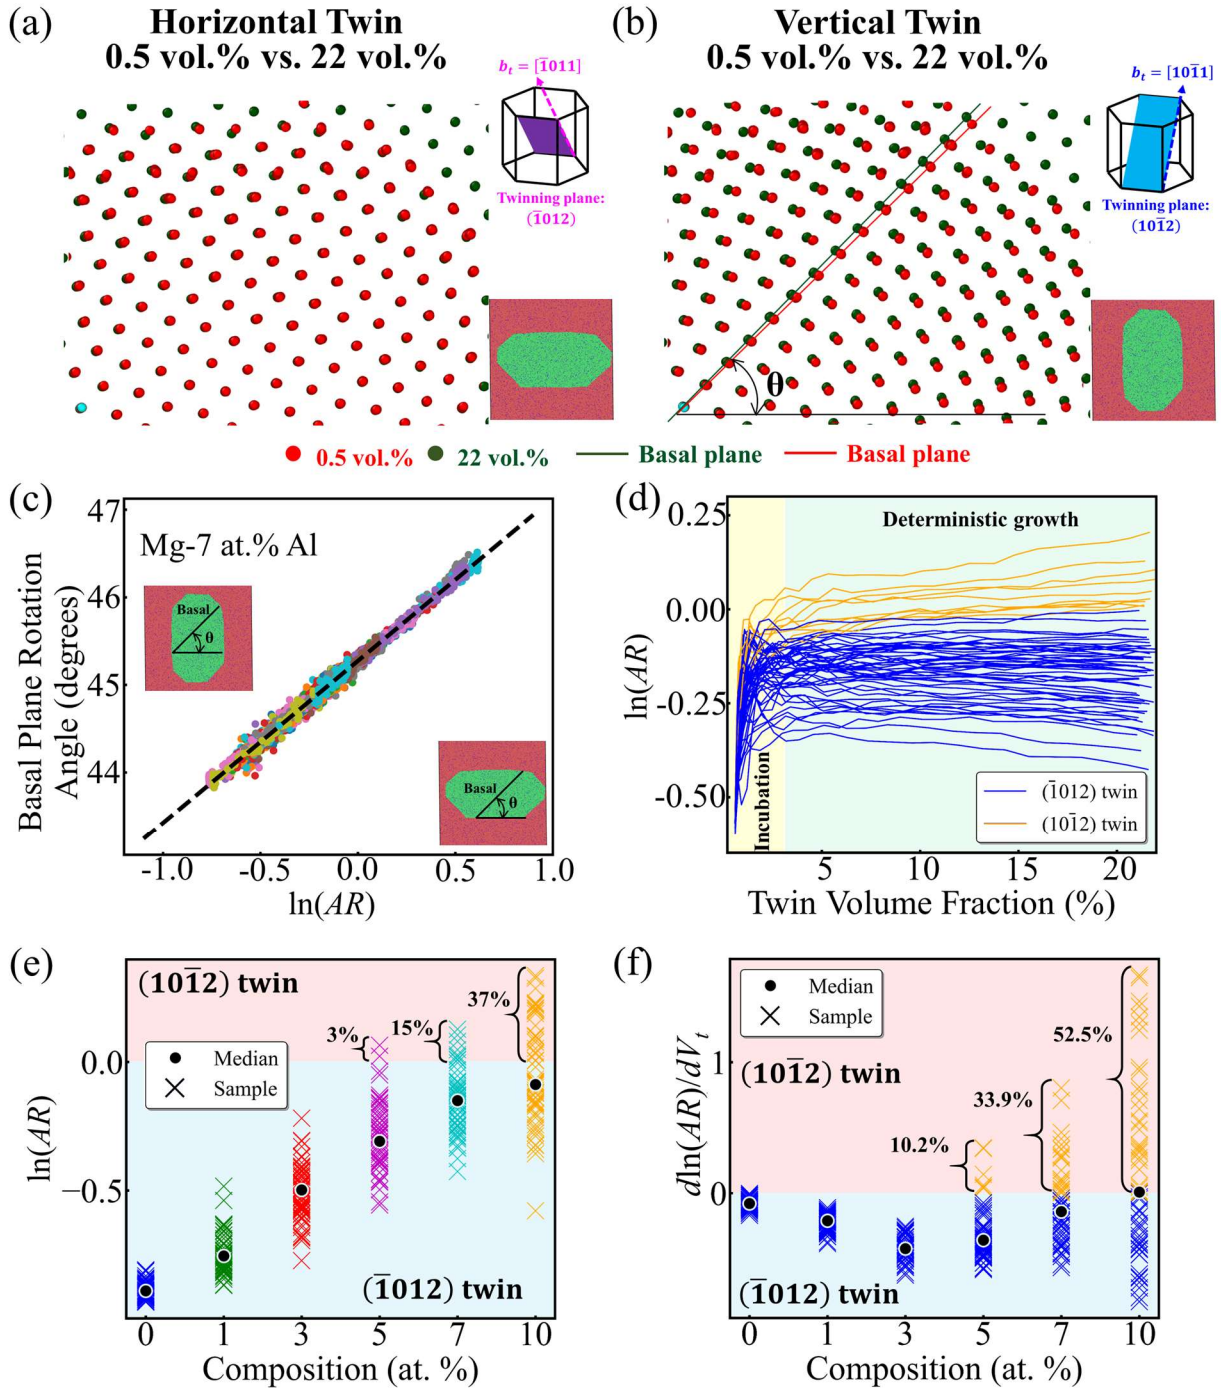 (a)
Horizontal Twin
0.5 vol.% vs. 22 vol.%
b_t = [1̄011]
Twinning plane:
(1̄012)
(b)
Vertical Twin
0.5 vol.% vs. 22 vol.%
b_t = [101̄1]
Twinning plane:
(101̄2)
θ
0.5 vol.%
22 vol.%
Basal plane
Basal plane
(c)
Basal Plane Rotation
Angle (degrees)
47
46
45
44
Mg-7 at.% Al
Basal
θ
Basal
θ
-1.0
-0.5
0.0
0.5
1.0
ln(AR)
(d)
ln(AR)
0.25
0.00
-0.25
-0.50
Deterministic growth
Incubation
(1̄012) twin
(101̄2) twin
5
10
15
20
Twin Volume Fraction (%)
(e)
ln(AR)
0.0
−0.5
(101̄2) twin
Median
Sample
3%
15%
37%
(1̄012) twin
0
1
3
5
7
10
Composition (at. %)
(f)
dln(AR)/dV_t
1
0
Median
Sample
(101̄2) twin
10.2%
33.9%
52.5%
(1̄012) twin
0
1
3
5
7
10
Composition (at. %)